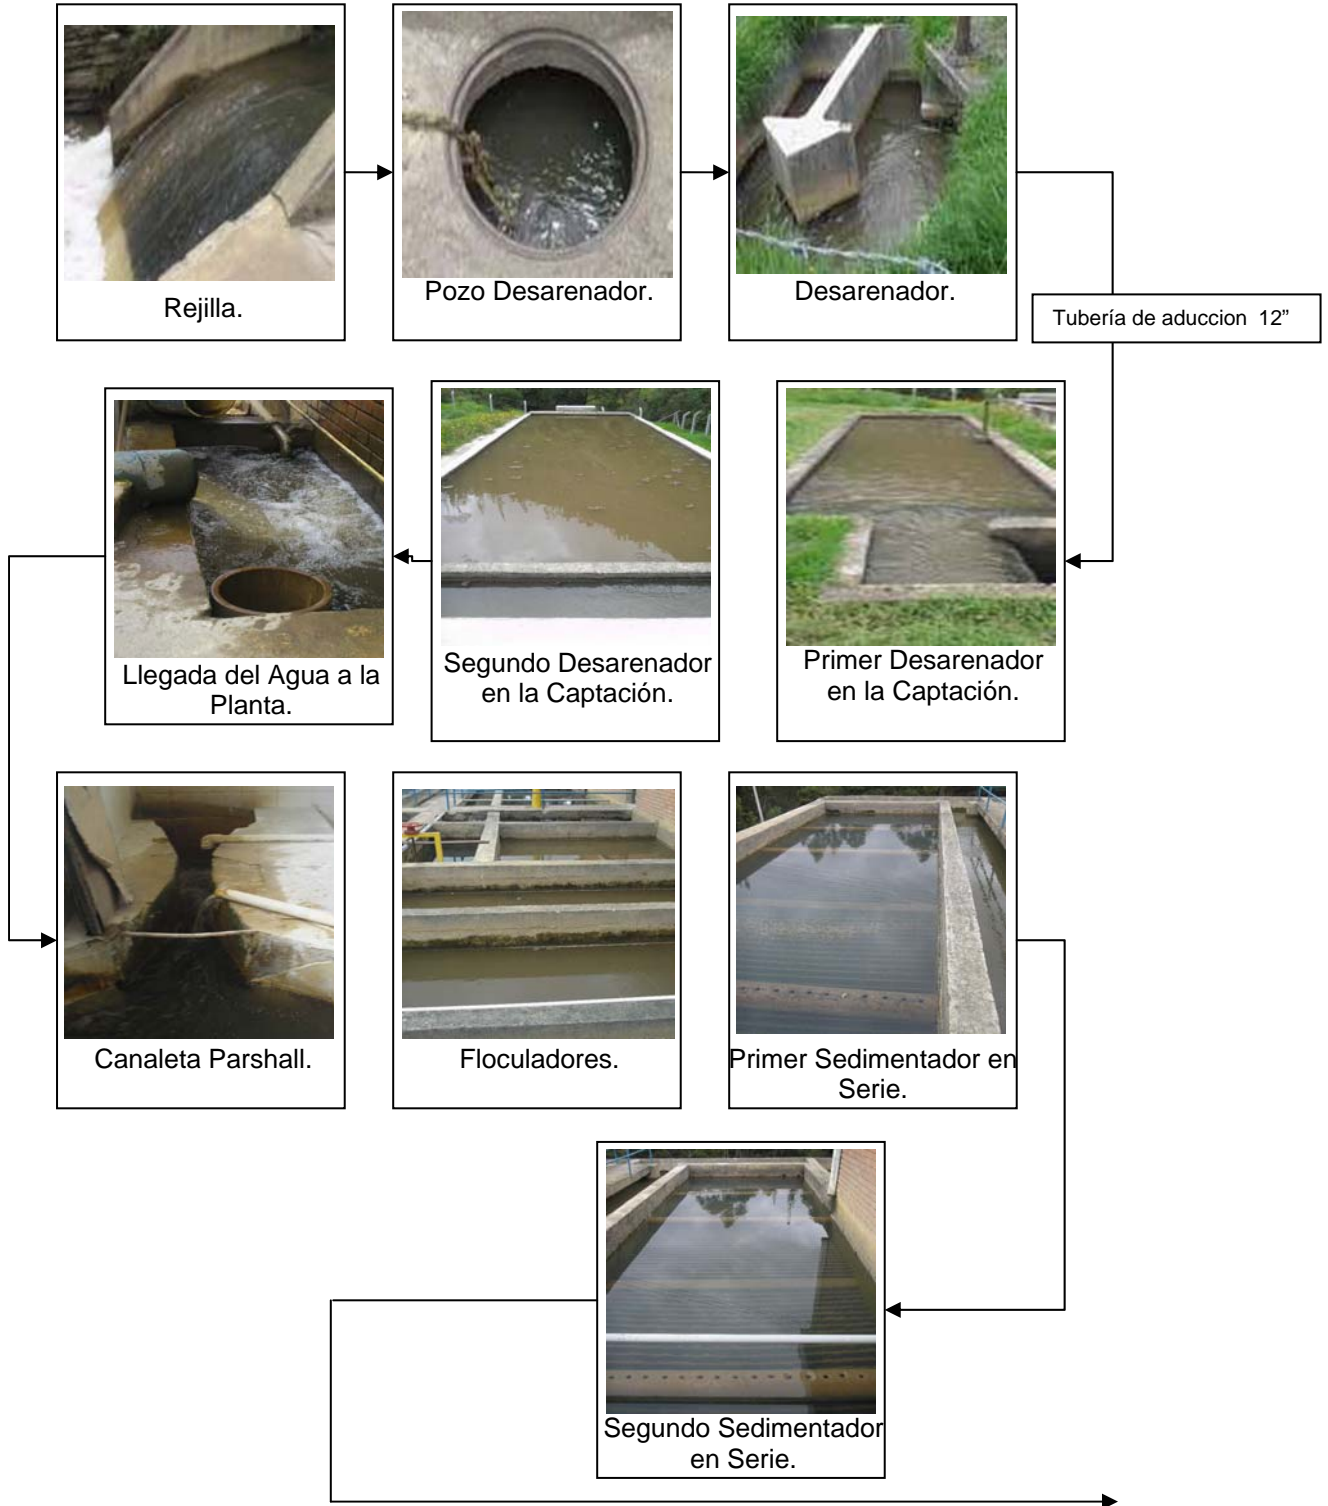 Rejilla.
Pozo Desarenador.
Desarenador.
Tubería de aduccion 12”
Llegada del Agua a la
Planta.
Segundo Desarenador
en la Captación.
Primer Desarenador
en la Captación.
Canaleta Parshall.
Floculadores.
Primer Sedimentador en
Serie.
Segundo Sedimentador
en Serie.